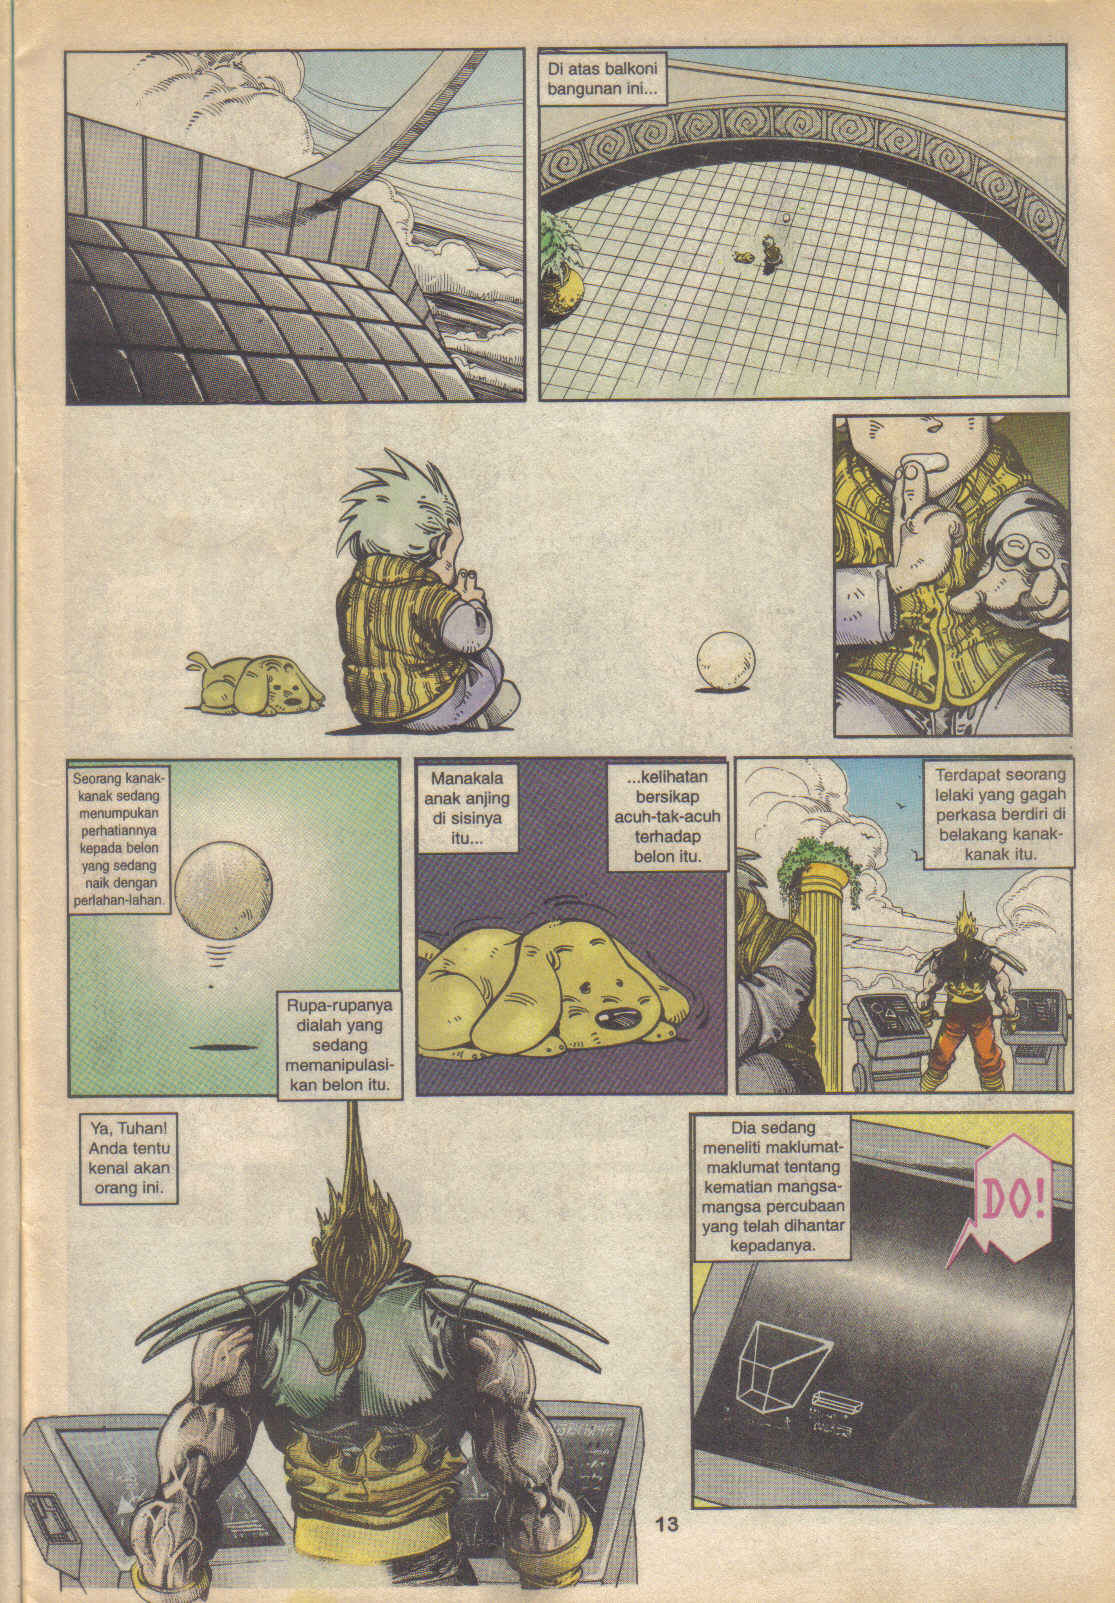 Di atas balkoni
bangunan ini...
Seorang kanak-
kanak sedang
menumpukan
perhatiannya
kepada belon
yang sedang
naik dengan
perlahan-lahan.
Rupa-rupanya
dialah yang
sedang
memanipulasi-
kan belon itu.
Manakala
anak anjing
di sisinya
itu...
...kelihatan
bersikap
acuh-tak-acuh
terhadap
belon itu.
Terdapat seorang
lelaki yang gagah
perkasa berdiri di
belakang kanak-
kanak itu.
Ya, Tuhan!
Anda tentu
kenal akan
orang ini.
Dia sedang
meneliti maklumat-
maklumat tentang
kematian mangsa-
mangsa percubaan
yang telah dihantar
kepadanya.
DO!
13